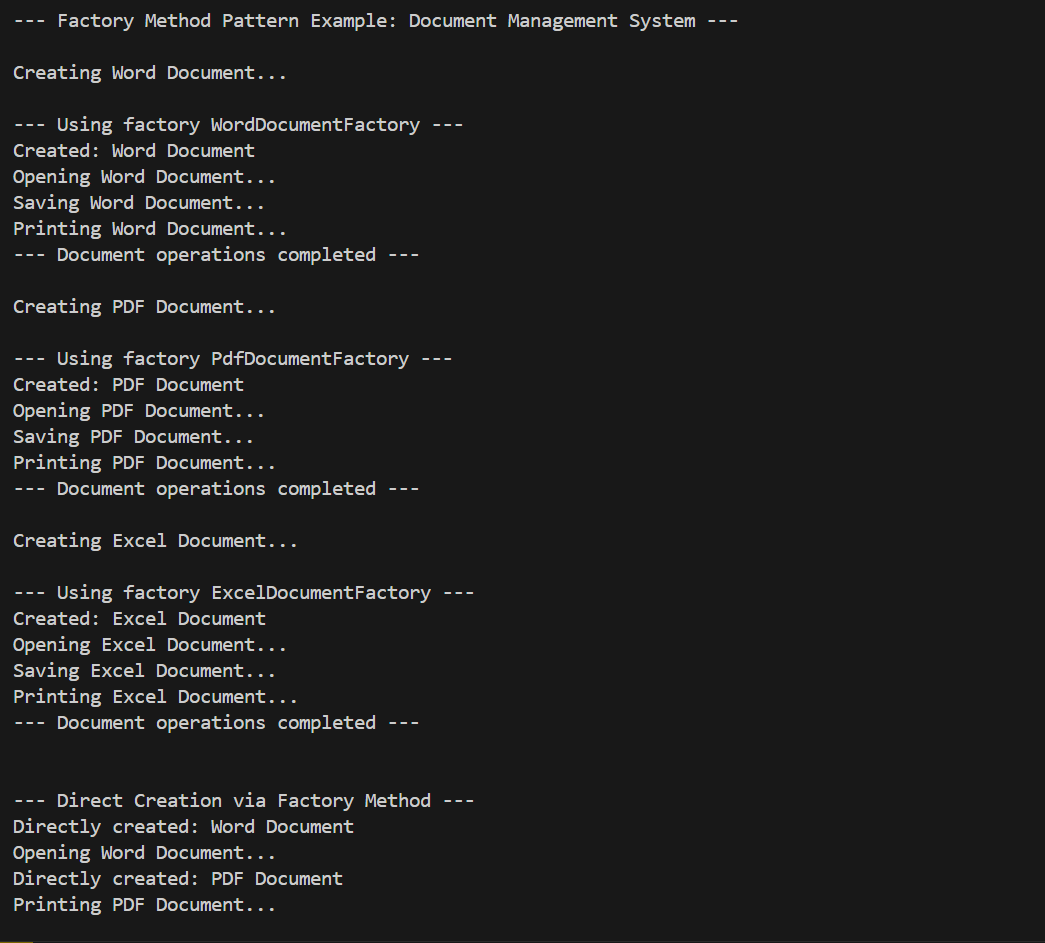 --- Factory Method Pattern Example: Document Management System ---
Creating Word Document...
--- Using factory WordDocumentFactory ---
Created: Word Document
Opening Word Document...
Saving Word Document...
Printing Word Document...
--- Document operations completed ---
Creating PDF Document...
--- Using factory PdfDocumentFactory ---
Created: PDF Document
Opening PDF Document...
Saving PDF Document...
Printing PDF Document...
--- Document operations completed ---
Creating Excel Document...
--- Using factory ExcelDocumentFactory ---
Created: Excel Document
Opening Excel Document...
Saving Excel Document...
Printing Excel Document...
--- Document operations completed ---
--- Direct Creation via Factory Method ---
Directly created: Word Document
Opening Word Document...
Directly created: PDF Document
Printing PDF Document...